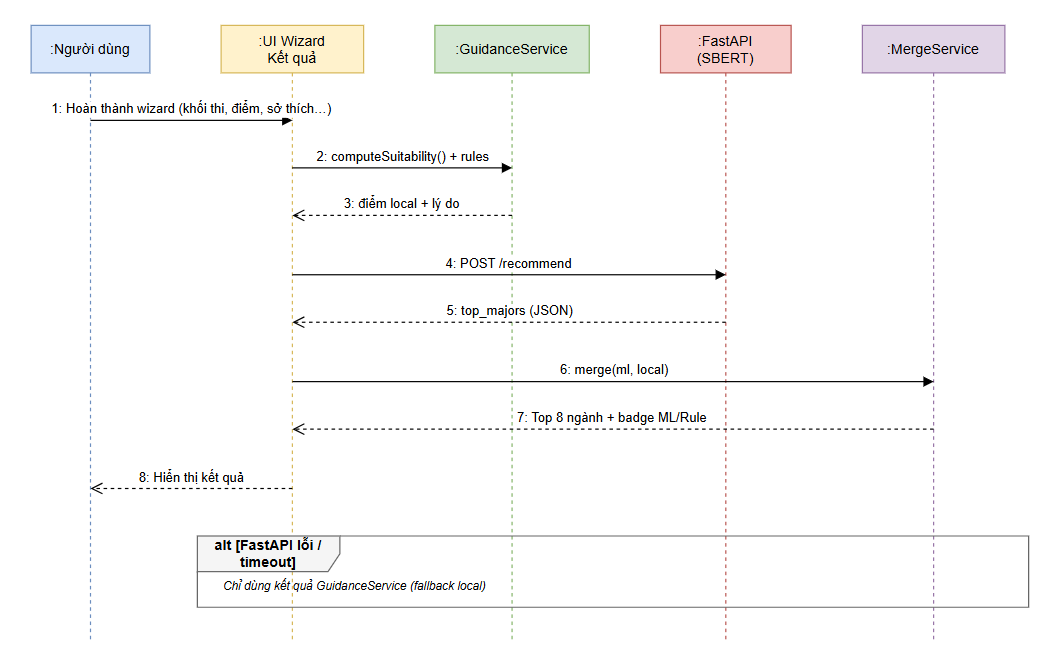 :Người dùng
:UI Wizard
Kết quả
:GuidanceService
:FastAPI
(SBERT)
:MergeService
1: Hoàn thành wizard (khối thi, điểm, sở thích…)
2: computeSuitability() + rules
3: điểm local + lý do
4: POST /recommend
5: top_majors (JSON)
6: merge(ml, local)
7: Top 8 ngành + badge ML/Rule
8: Hiển thị kết quả
alt [FastAPI lỗi /
timeout]
Chỉ dùng kết quả GuidanceService (fallback local)